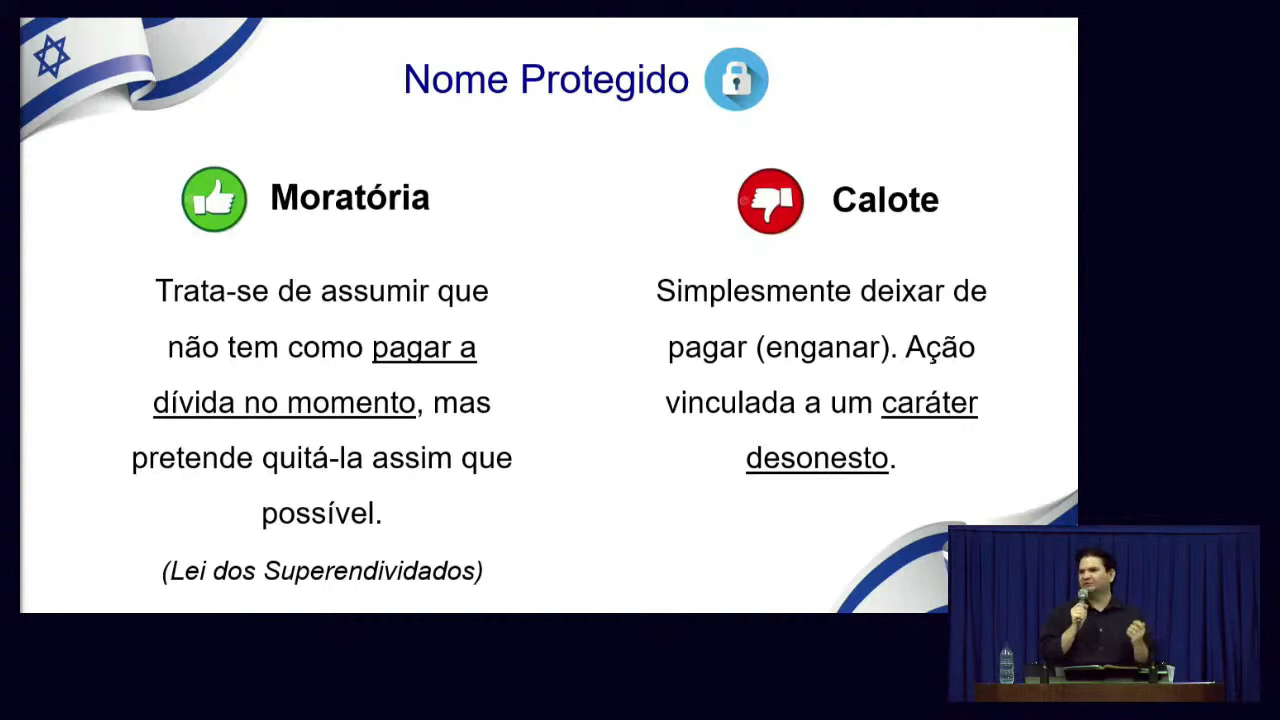 Nome Protegido
Moratória
Trata-se de assumir que
não tem como pagar a
dívida no momento, mas
pretende quitá-la assim que
possível.
(Lei dos Superendividados)
Calote
Simplesmente deixar de
pagar (enganar). Ação
vinculada a um caráter
desonesto.